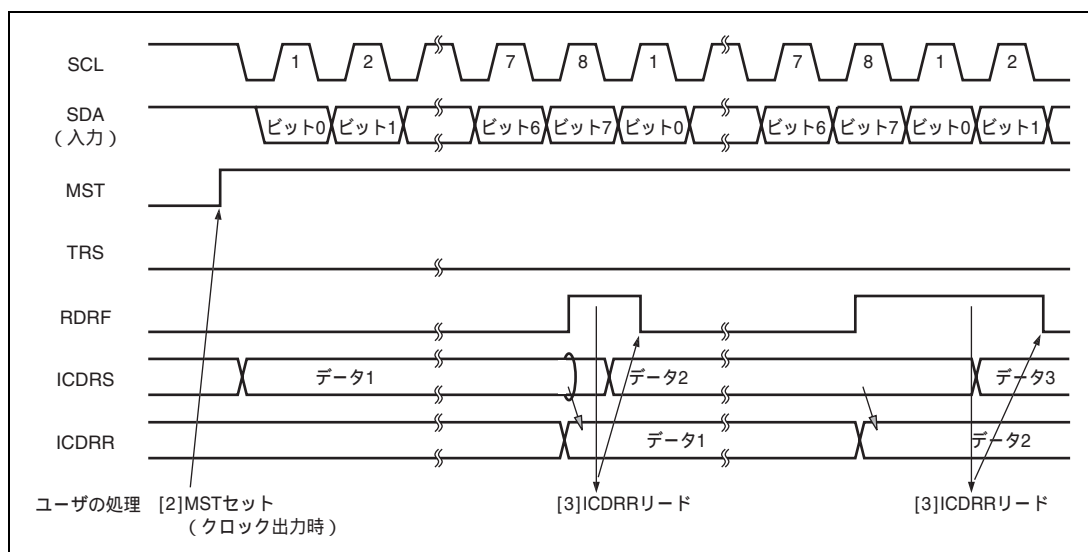 SCL 1 2 7 8 1 7 8 1 2
SDA ビット0 ビット1 ビット6 ビット7 ビット0 ビット6 ビット7 ビット0 ビット1
（入力）
MST
TRS
RDRF
ICDRS データ1 データ2 データ3
ICDRR データ1 データ2
ユーザの処理 [2]MSTセット [3]ICDRRリード [3]ICDRRリード
（クロック出力時）